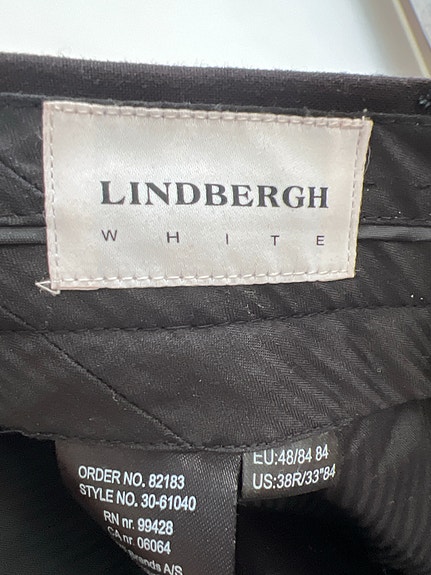 LINDBERGH
WHITE
ORDER NO. 82183
STYLE NO. 30-61040
RN nr. 99428
CA nr. 06064
Brands A/S
EU:48/84 84
US:38R/33"84